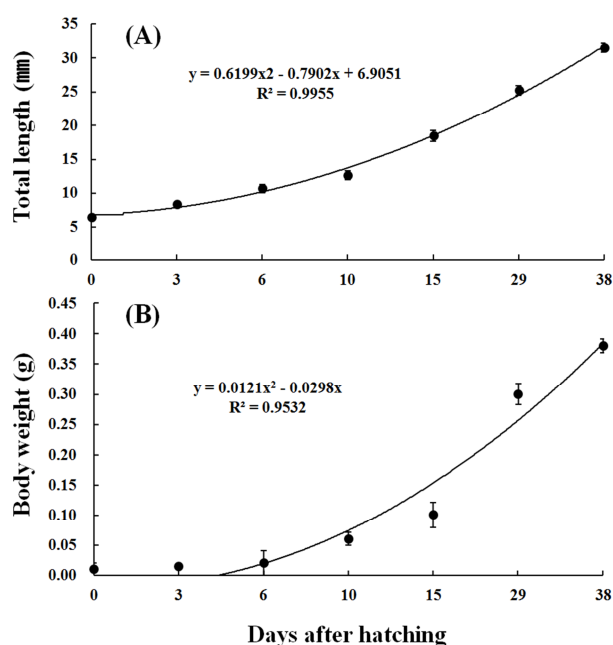 (A)
y = 0.6199x2 - 0.7902x + 6.9051
R² = 0.9955
Total length (㎜)
35
30
25
20
15
10
5
0
0 3 6 10 15 29 38
(B)
y = 0.0121x² - 0.0298x
R² = 0.9532
Body weight (g)
0.45
0.40
0.35
0.30
0.25
0.20
0.15
0.10
0.05
0.00
0 3 6 10 15 29 38
Days after hatching